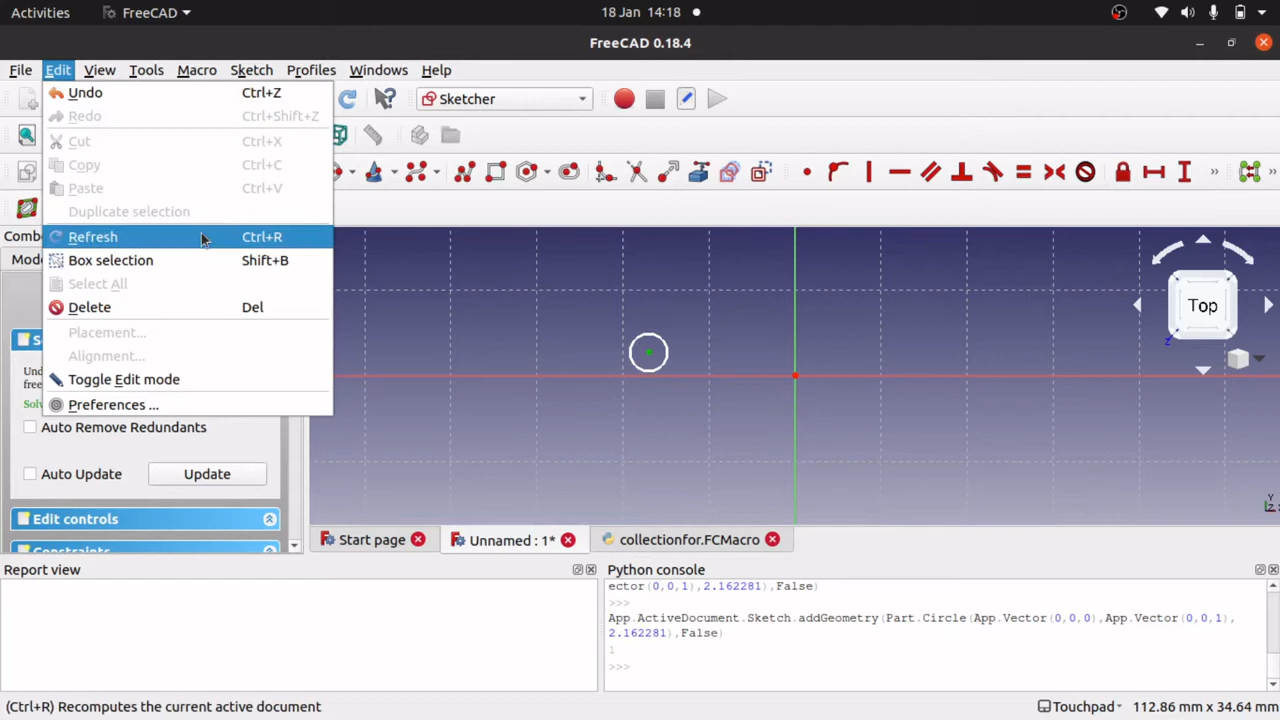 Activities FreeCAD 18 Jan 14:18
FreeCAD 0.18.4
File Edit View Tools Macro Sketch Profiles Windows Help
Undo Ctrl+Z
Redo Ctrl+Shift+Z
Cut Ctrl+X
Copy Ctrl+C
Paste Ctrl+V
Duplicate selection
Refresh Ctrl+R
Box selection Shift+B
Select All
Delete Del
Placement...
Alignment...
Toggle Edit mode
Preferences ...
Sketcher
Auto Remove Redundants
Auto Update Update
Edit controls
Top
Start page Unnamed : 1* collectionfor.FCMacro
Report view
Python console
ector(0,0,1),2.162281),False)
>>>
App.ActiveDocument.Sketch.addGeometry(Part.Circle(App.Vector(0,0,0),App.Vector(0,0,1),
2.162281),False)
1
>>>
(Ctrl+R) Recomputes the current active document
Touchpad 112.86 mm x 34.64 mm